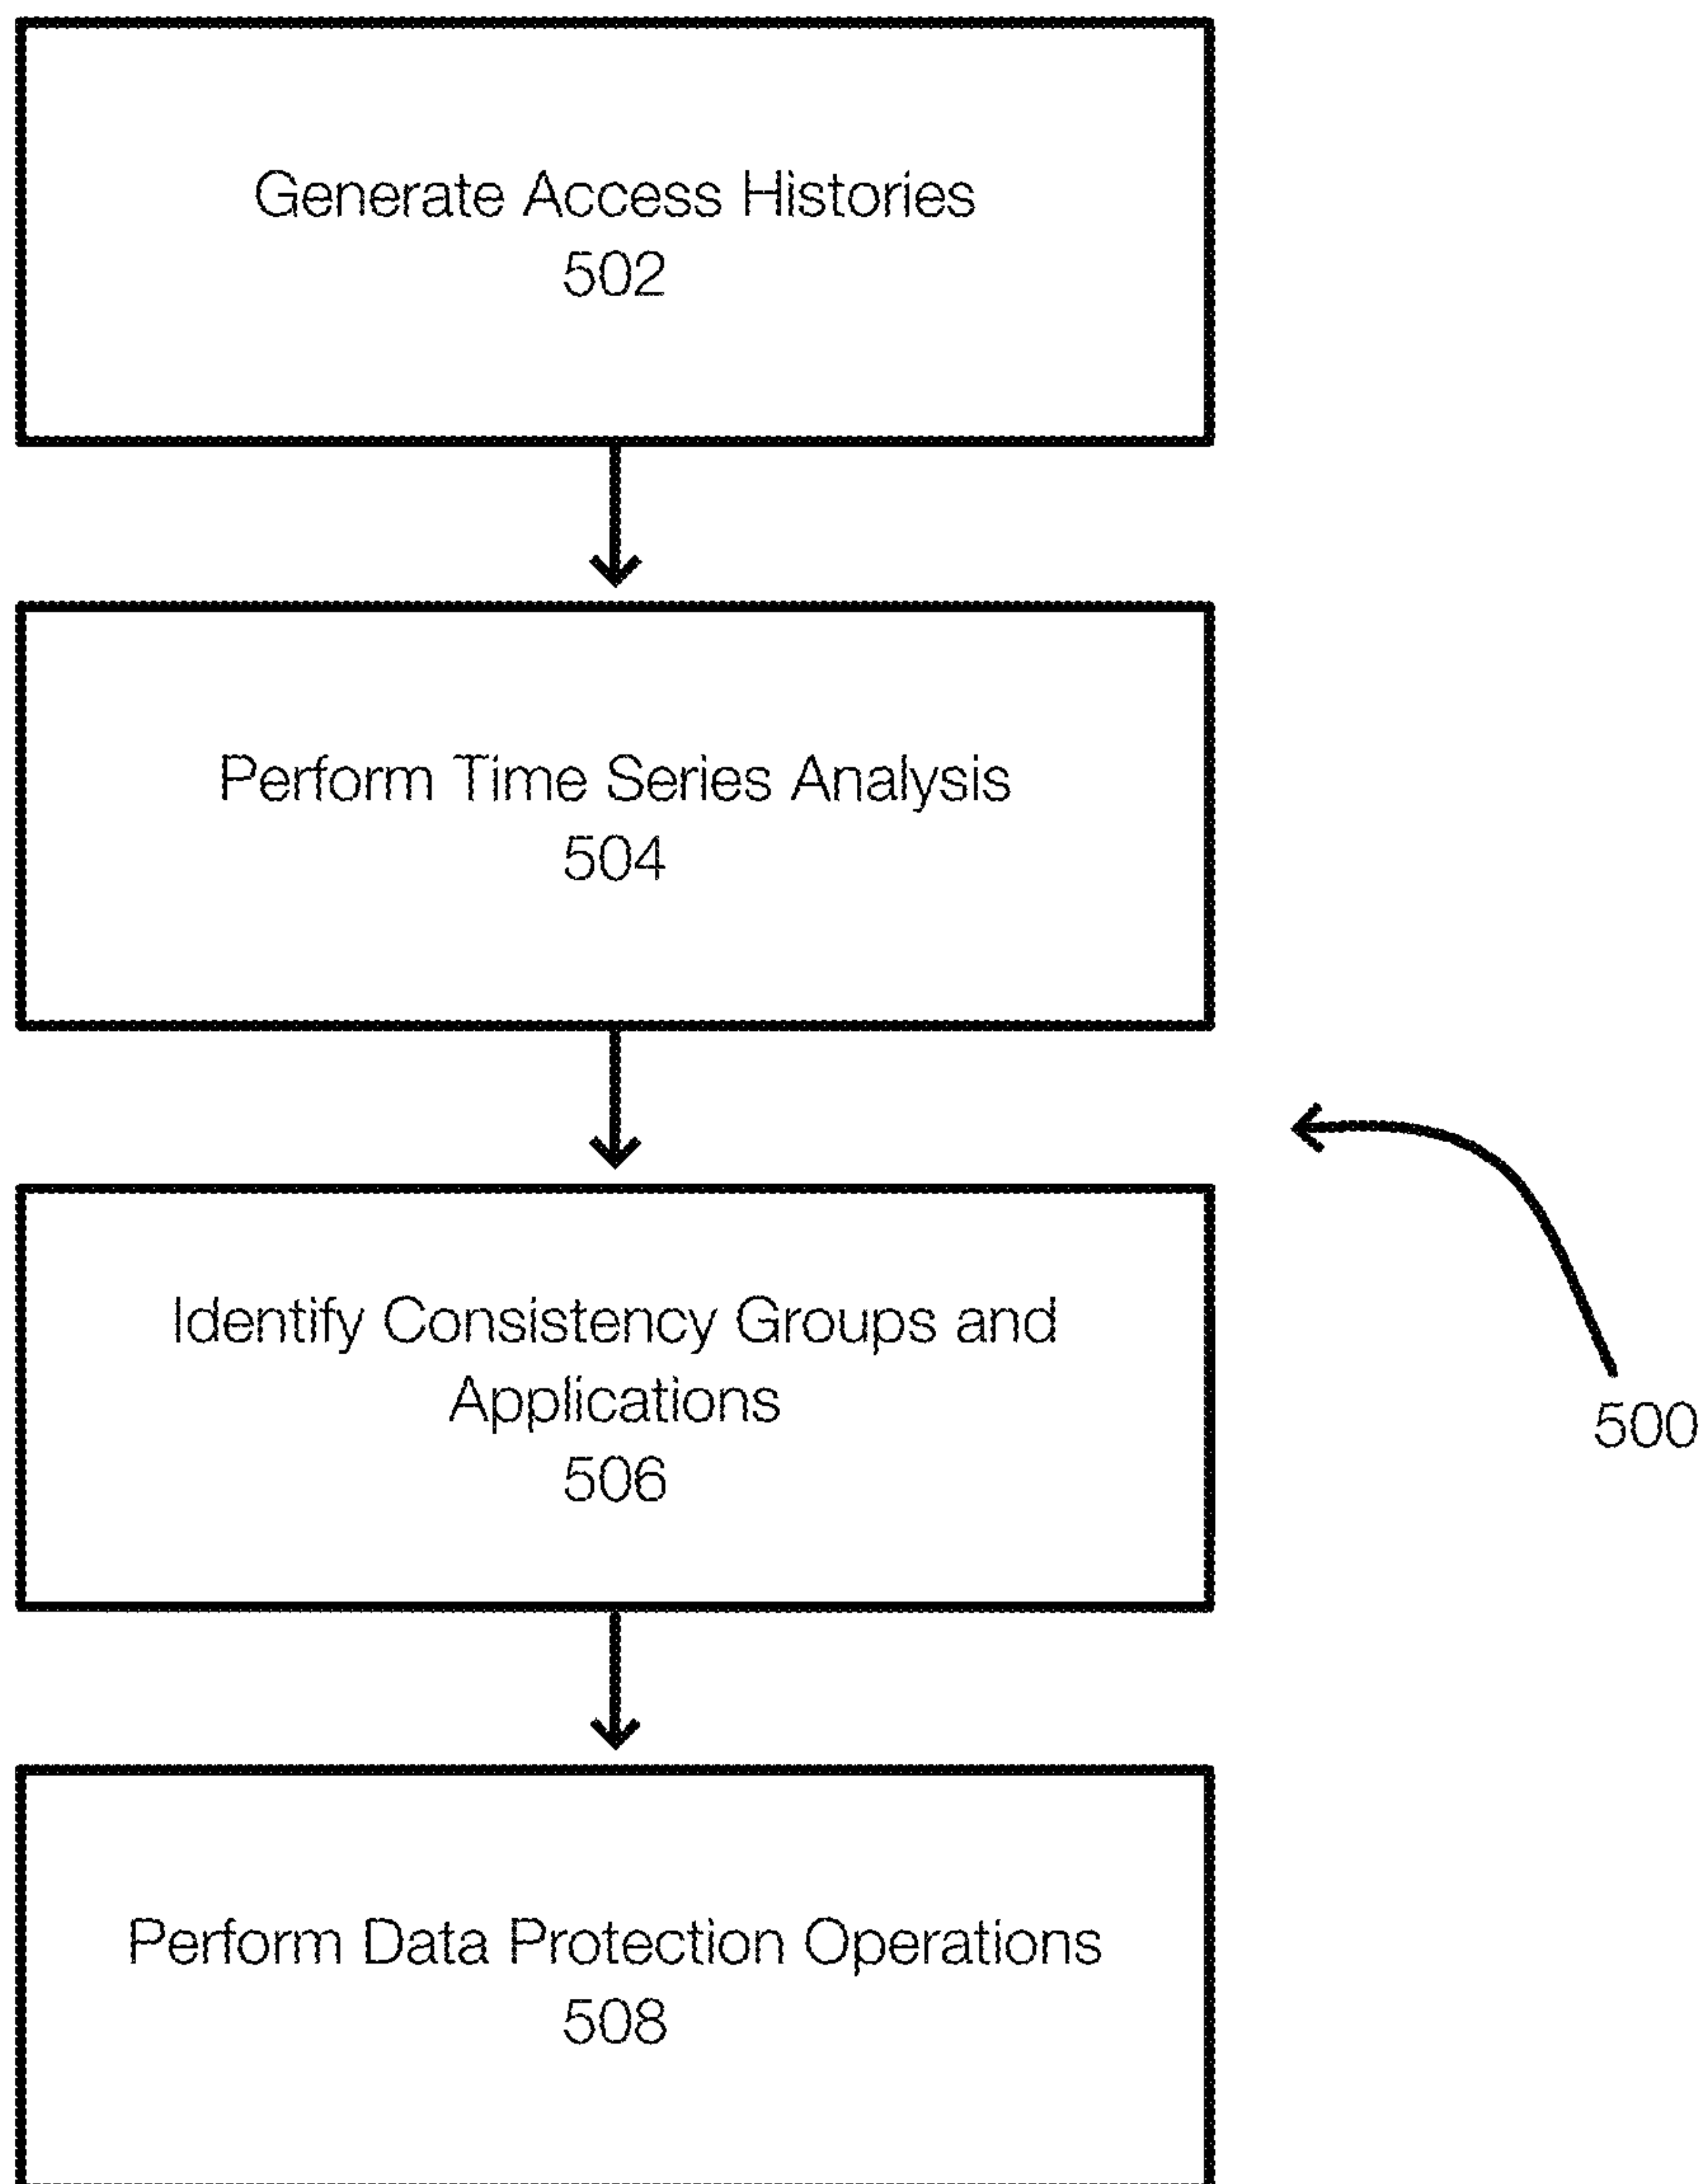 Generate Access Histories
502
Perform Time Series Analysis
504
Identify Consistency Groups and
Applications
506
500
Perform Data Protection Operations
508